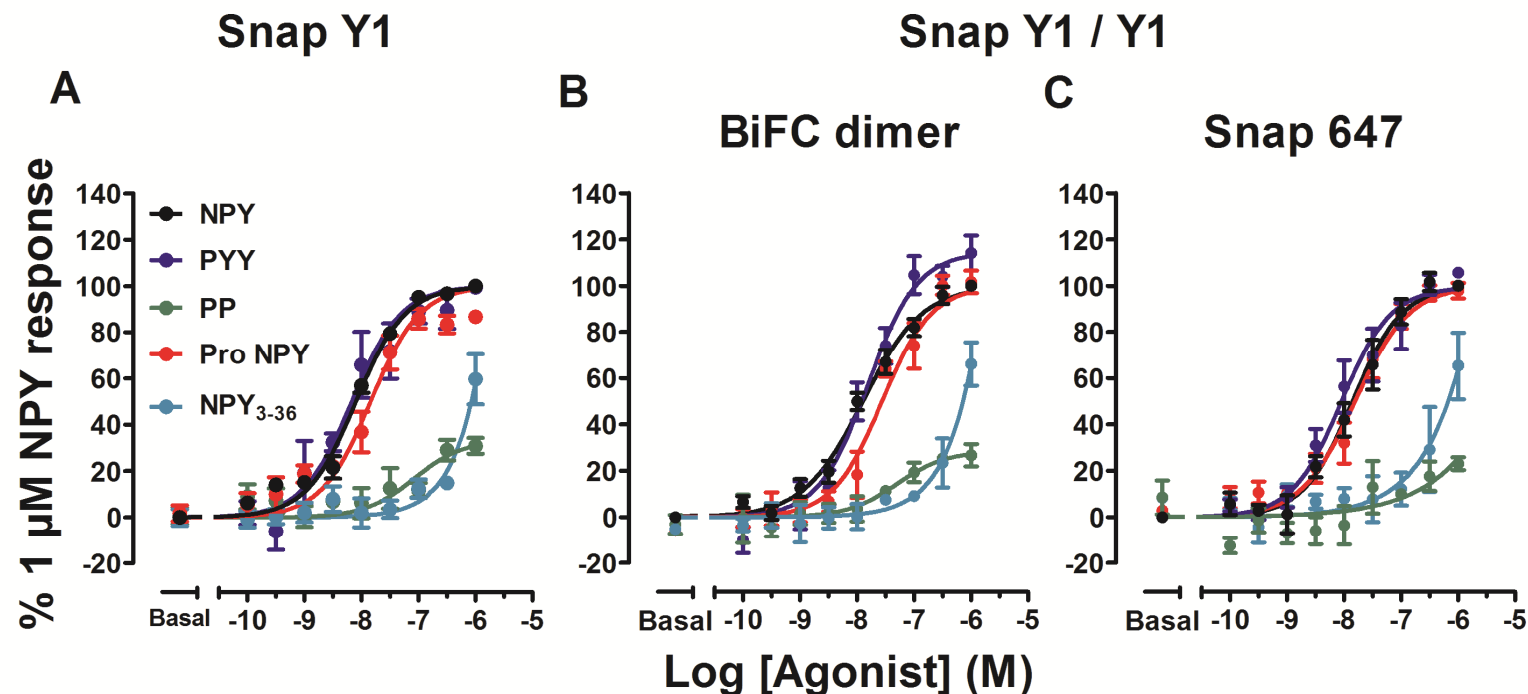 Snap Y1
Snap Y1 / Y1
A
B
C
BiFC dimer
Snap 647
% 1 µM NPY response
140
120
100
80
60
40
20
0
-20
NPY
PYY
PP
Pro NPY
NPY3-36
Basal -10 -9 -8 -7 -6 -5
140
120
100
80
60
40
20
0
-20
Basal -10 -9 -8 -7 -6 -5
140
120
100
80
60
40
20
0
-20
Basal -10 -9 -8 -7 -6 -5
Log [Agonist] (M)